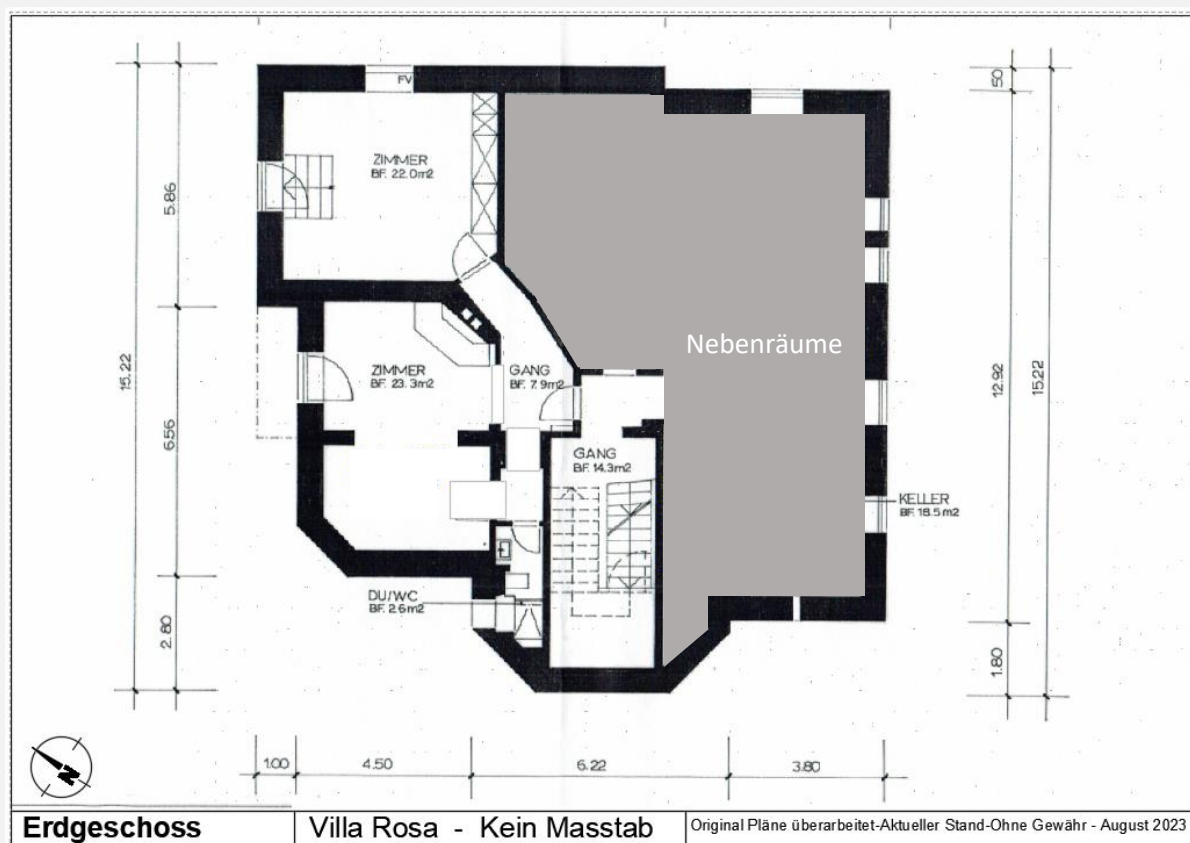 FV
ZIMMER
BF. 22.0m2
50
5.86
Nebenräume
15.22
ZIMMER
BF. 23.3m2
GANG
BF. 7.9m2
12.92
15.22
6.56
GANG
BF. 14.3m2
KELLER
BF. 18.5m2
DU/WC
BF. 2.6m2
2.80
1.80
N
1.00
4.50
6.22
3.80
Erdgeschoss
Villa Rosa - Kein Masstab
Original Pläne überarbeitet-Aktueller Stand-Ohne Gewähr - August 2023